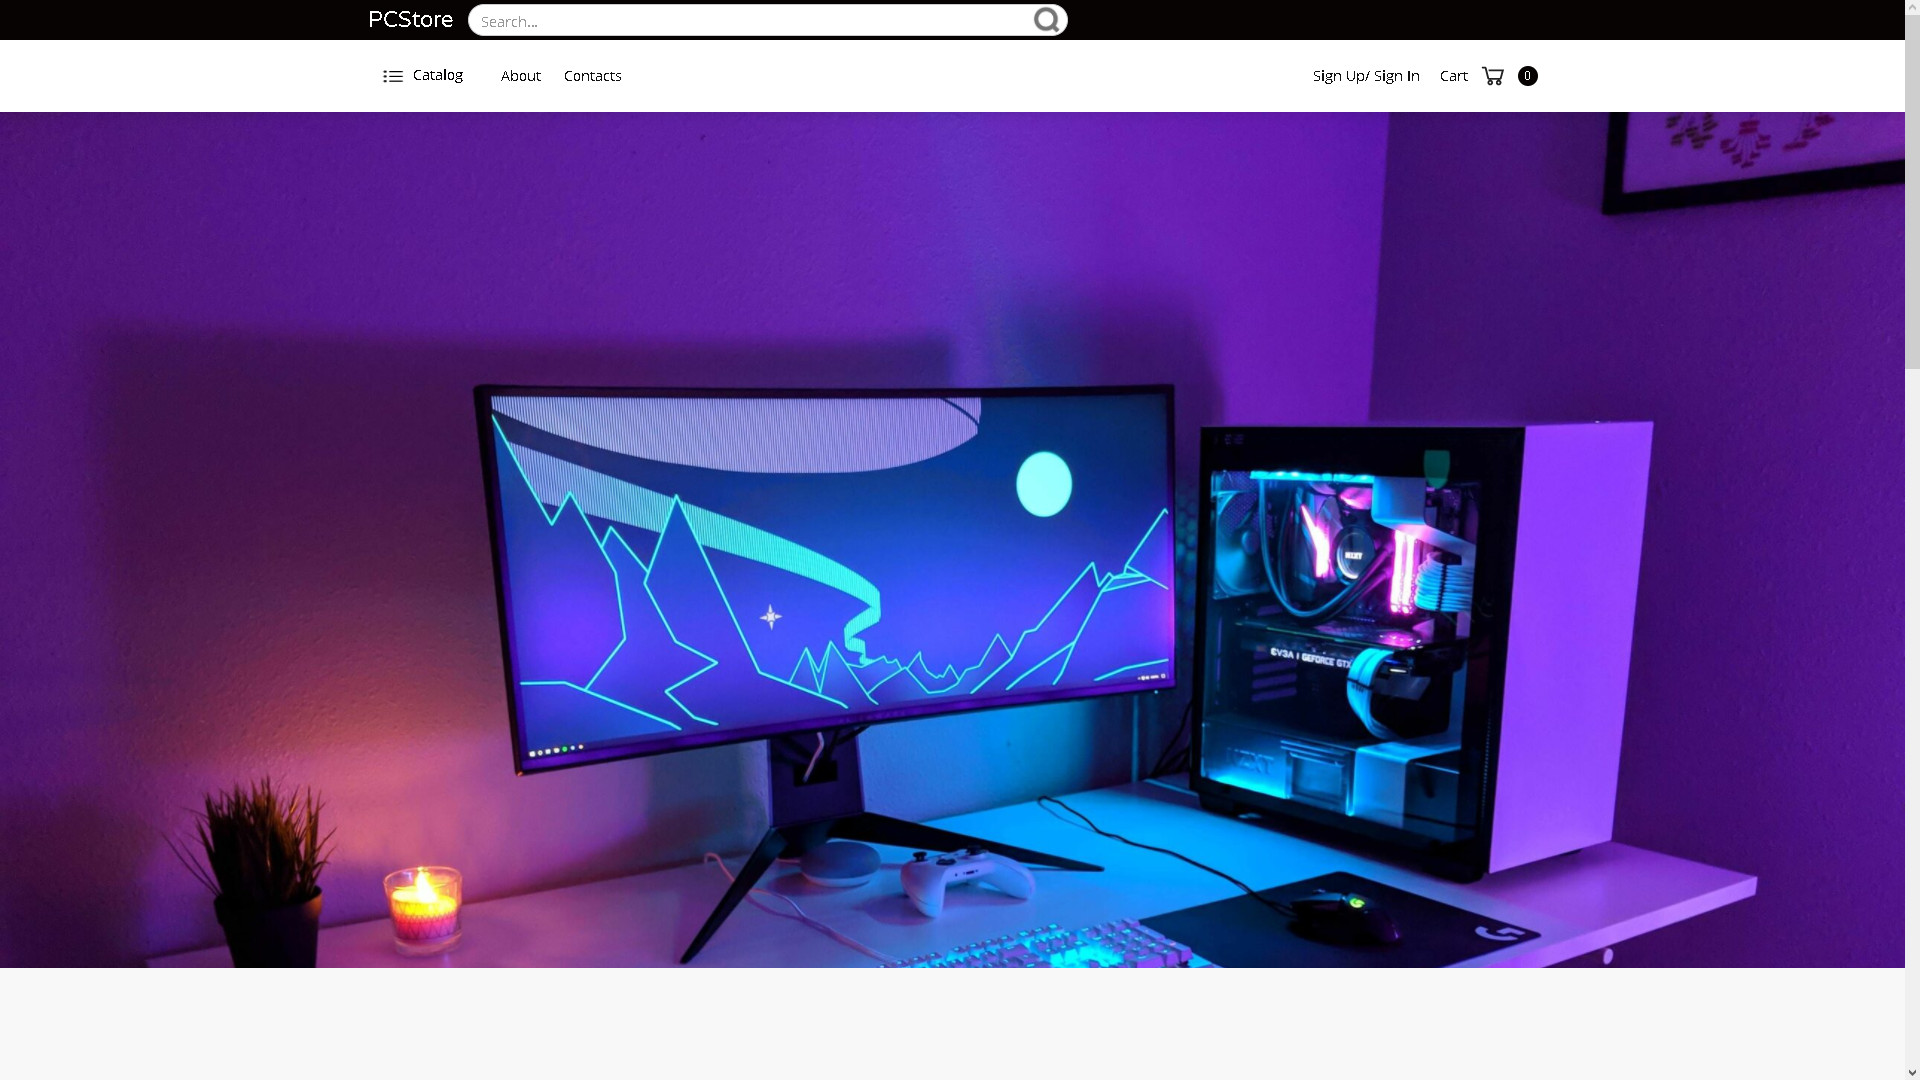 PCStore
Search...
Catalog
About
Contacts
Sign Up/ Sign In
Cart
0
NZXT
EVGA | GEFORCE GTX
NZXT